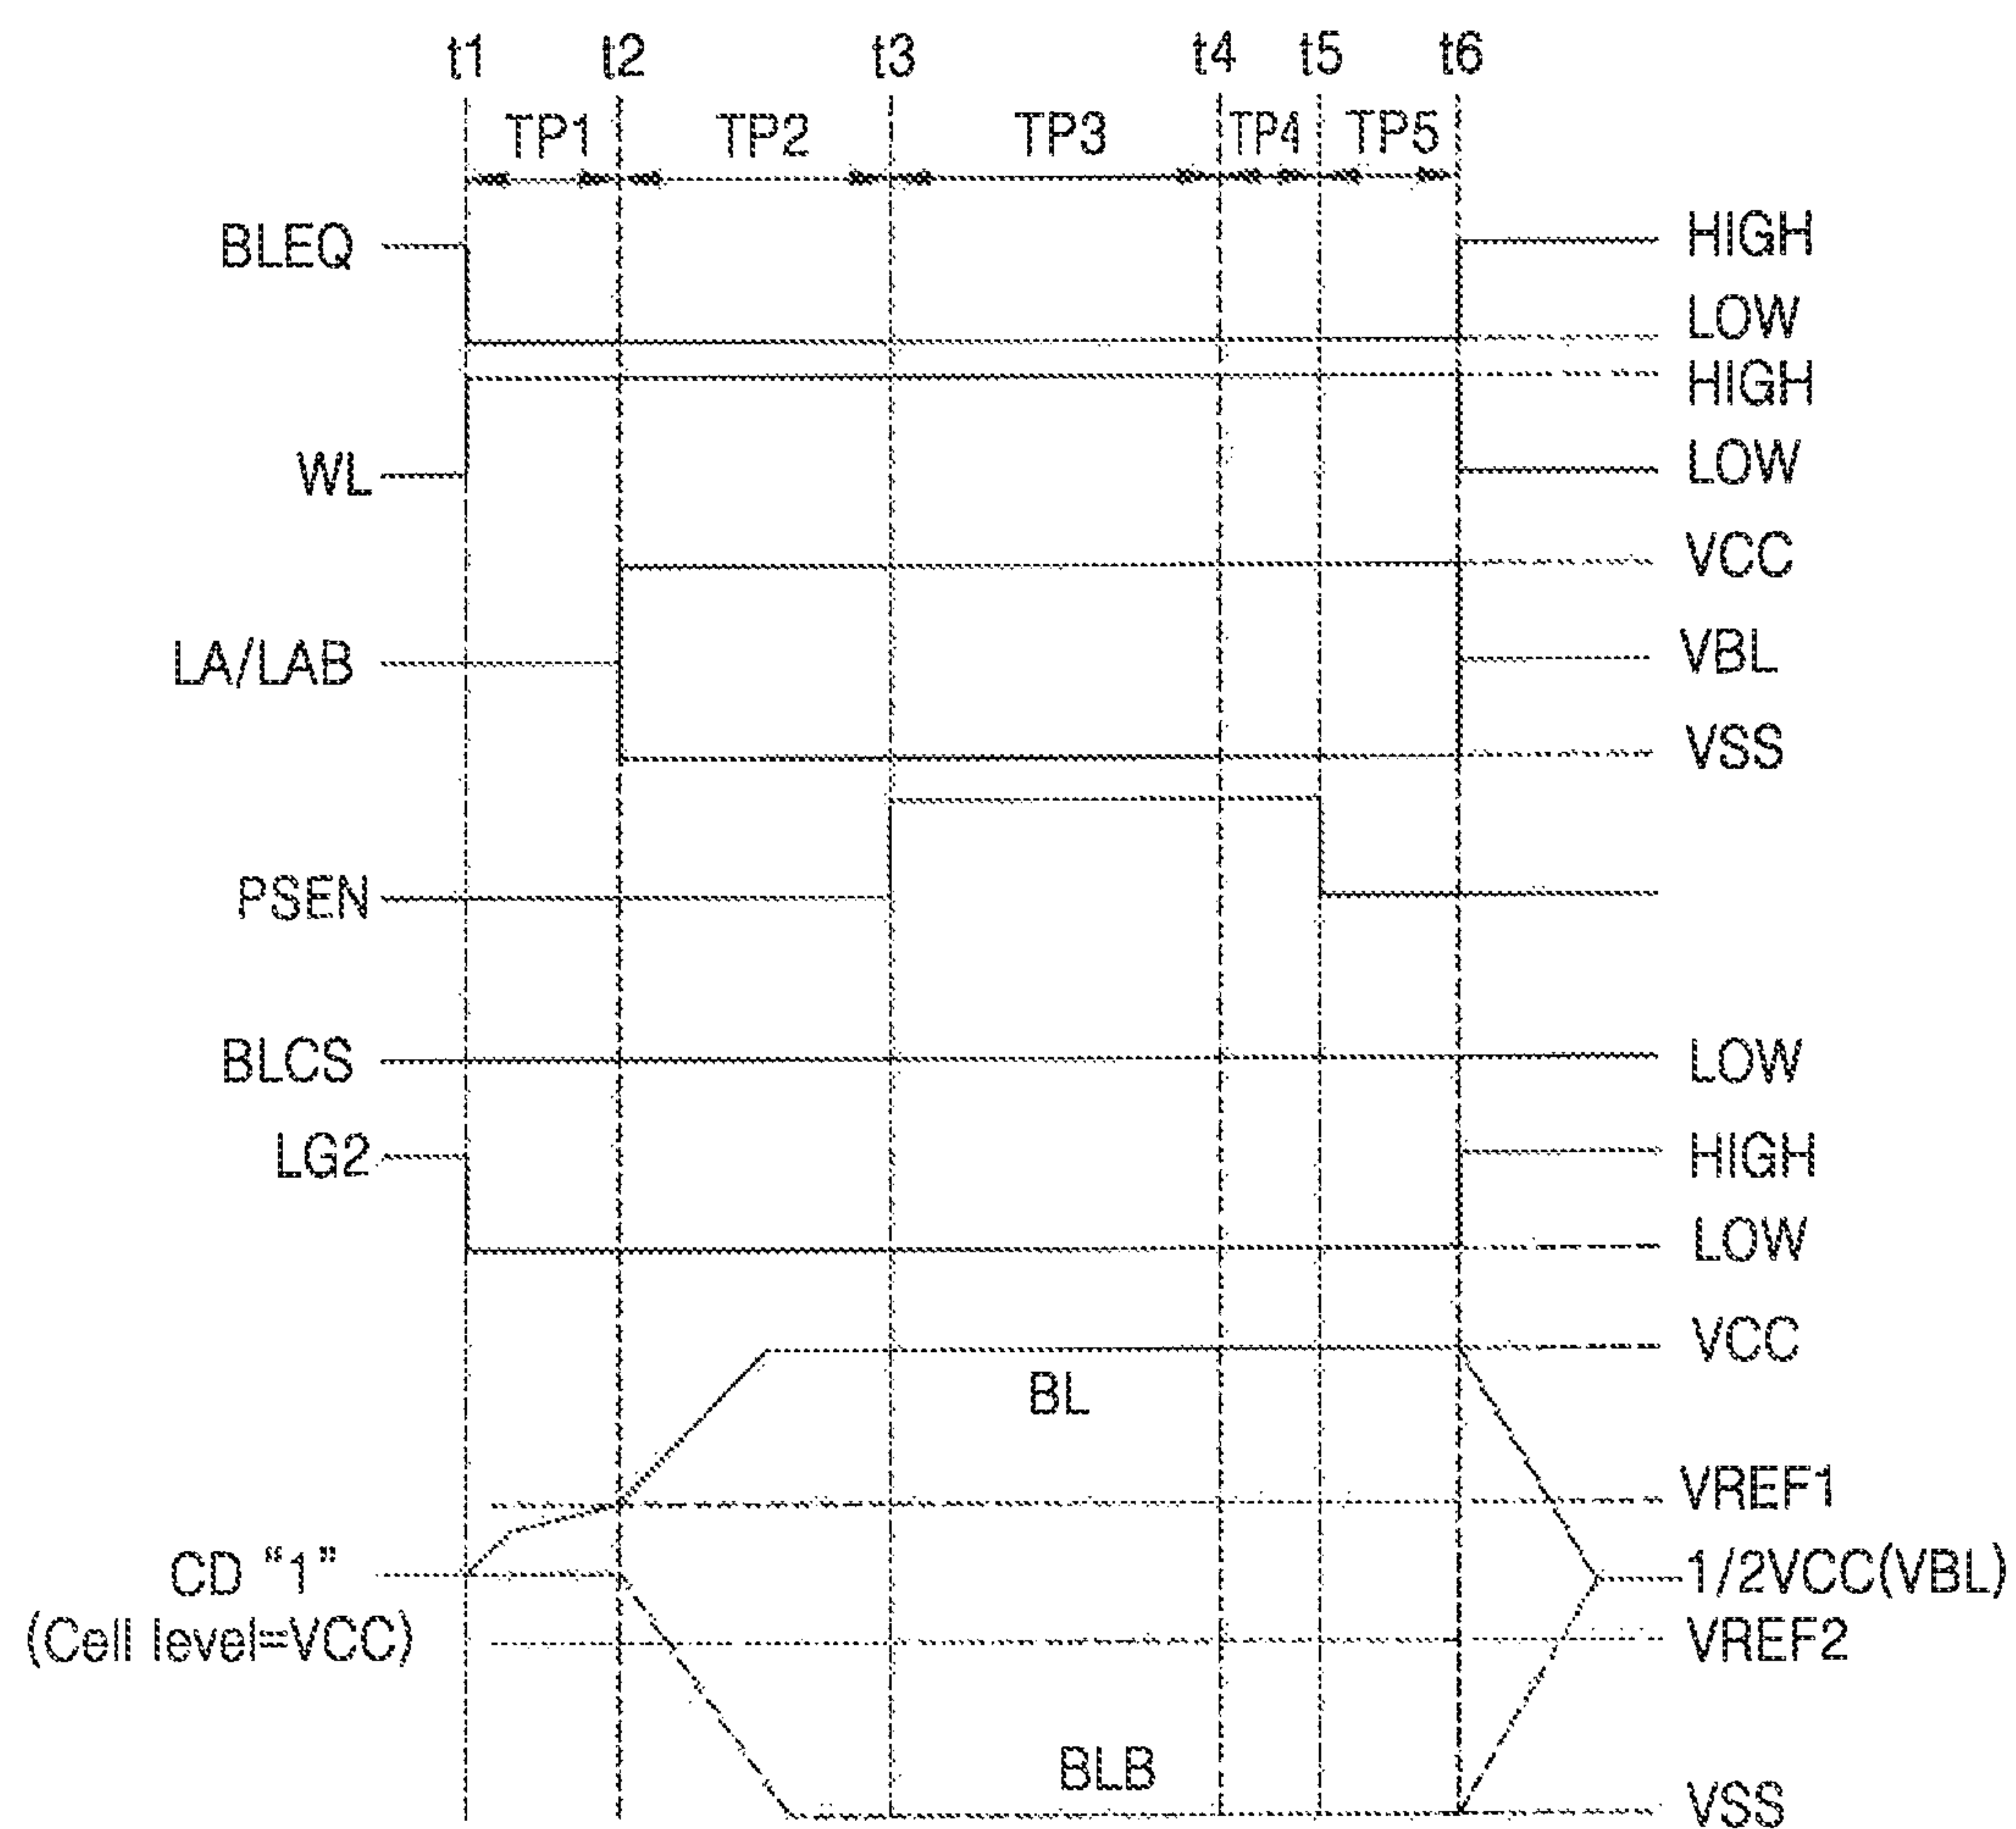 t1 t2 t3 t4 t5 t6
TP1 TP2 TP3 TP4 TP5
BLEQ HIGH
LOW
HIGH
WL LOW
VCC
LA/LAB VBL
VSS
PSEN
BLCS LOW
LG2 HIGH
LOW
VCC
BL
VREF1
CD “1” 1/2VCC(VBL)
(Cell level=VCC) VREF2
BLB
VSS